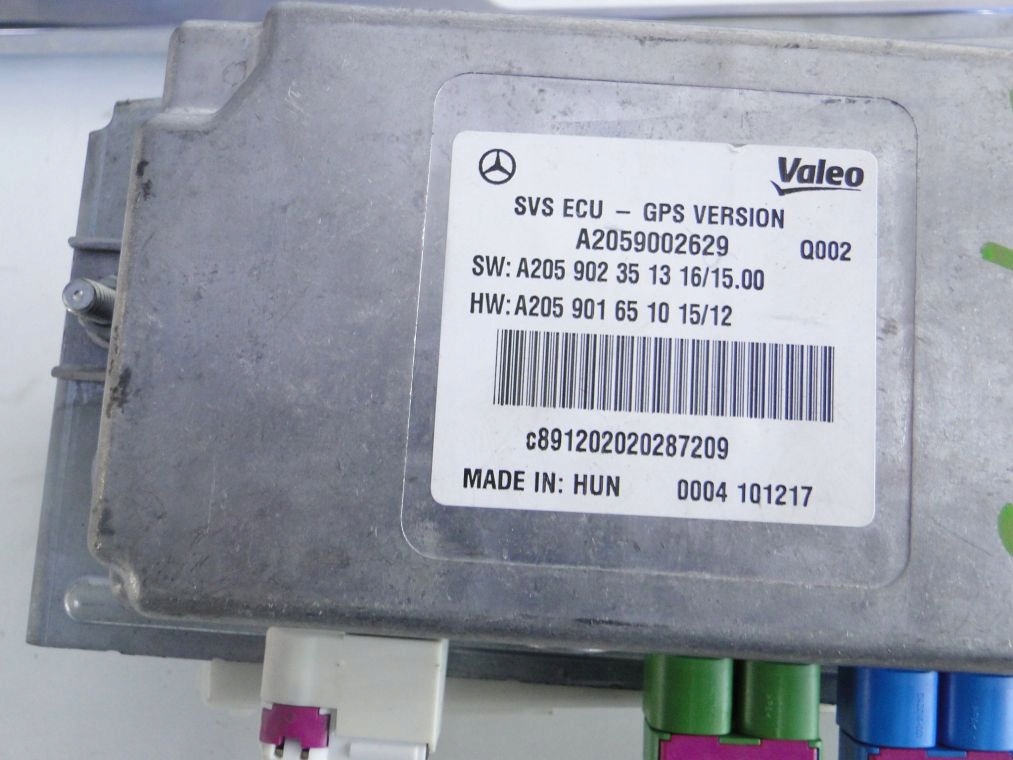 Valeo
SVS ECU – GPS VERSION
A2059002629 Q002
SW: A205 902 35 13 16/15.00
HW: A205 901 65 10 15/12
c891202020287209
MADE IN: HUN 0004 101217